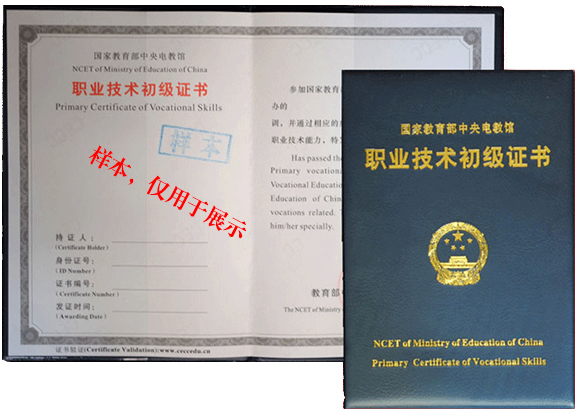 国家教育部中央电教馆
NCET of Ministry of Education of China
职业技术初级证书
Primary Certificate of Vocational Skills
样本
样本，仅用于展示
持 证 人：
(Certificate Holder)
身份证号：
(ID Number)
证书编号：
(Certificate Number)
发证时间：
(Awarding Date)
证书验证(Certificate Validation):www.ceccedu.cn
参加国家教育
办的
训，并通过相应的
职业技术能力，特
Has passed the
Primary vocationa
Vocational Education
Education of Chin
vocations related. T
him/her specially.
教育部
The NCET of Minist
国家教育部中央电教馆
职业技术初级证书
NCET of Ministry of Education of China
Primary Certificate of Vocational Skills